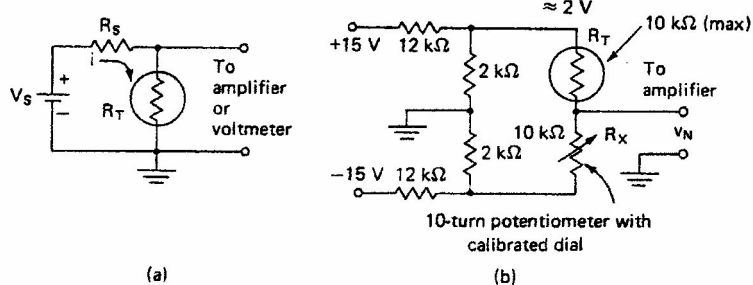 R_S
i
V_S
+
−
R_T
To
amplifier
or
voltmeter
(a)
≈ 2 V
+15 V
12 kΩ
R_T
10 kΩ (max)
2 kΩ
To
amplifier
10 kΩ
R_X
v_N
2 kΩ
−15 V
12 kΩ
10-turn potentiometer with
calibrated dial
(b)